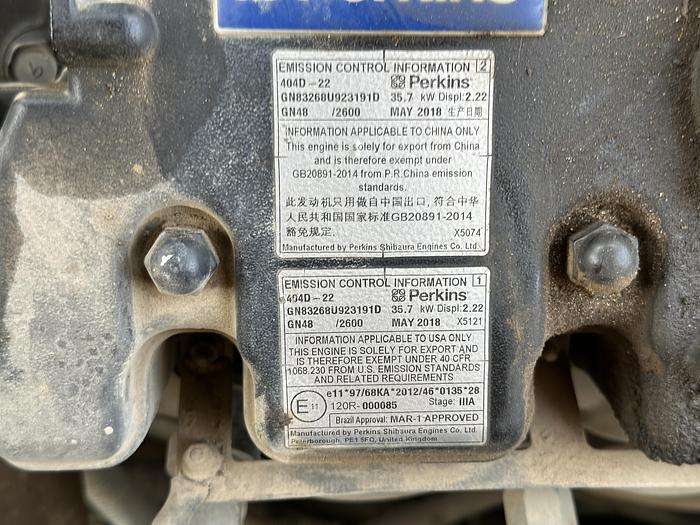 EMISSION CONTROL INFORMATION 2
404D-22 Perkins
GN83268U923191D 35.7 kW Displ:2.22
GN48 /2600 MAY 2018 生产日期
INFORMATION APPLICABLE TO CHINA ONLY
This engine is solely for export from China
and is therefore exempt under
GB20891-2014 from P.R.China emission
standards.
此发动机只用做自中国出口, 符合中华
人民共和国国家标准GB20891-2014
豁免规定. X5074
Manufactured by Perkins Shibaura Engines Co. Ltd.
EMISSION CONTROL INFORMATION 1
404D-22 Perkins
GN83268U923191D 35.7 kW Displ:2.22
GN48 /2600 MAY 2018 X5121
INFORMATION APPLICABLE TO USA ONLY
THIS ENGINE IS SOLELY FOR EXPORT AND
IS THEREFORE EXEMPT UNDER 40 CFR
1068.230 FROM U.S. EMISSION STANDARDS
AND RELATED REQUIREMENTS
e11*97/68KA*2012/46*0135*28
E11 120R-000085 Stage: IIIA
Brazil Approval: MAR-1 APPROVED
Manufactured by Perkins Shibaura Engines Co. Ltd.
Peterborough, PE1 5FQ, United Kingdom